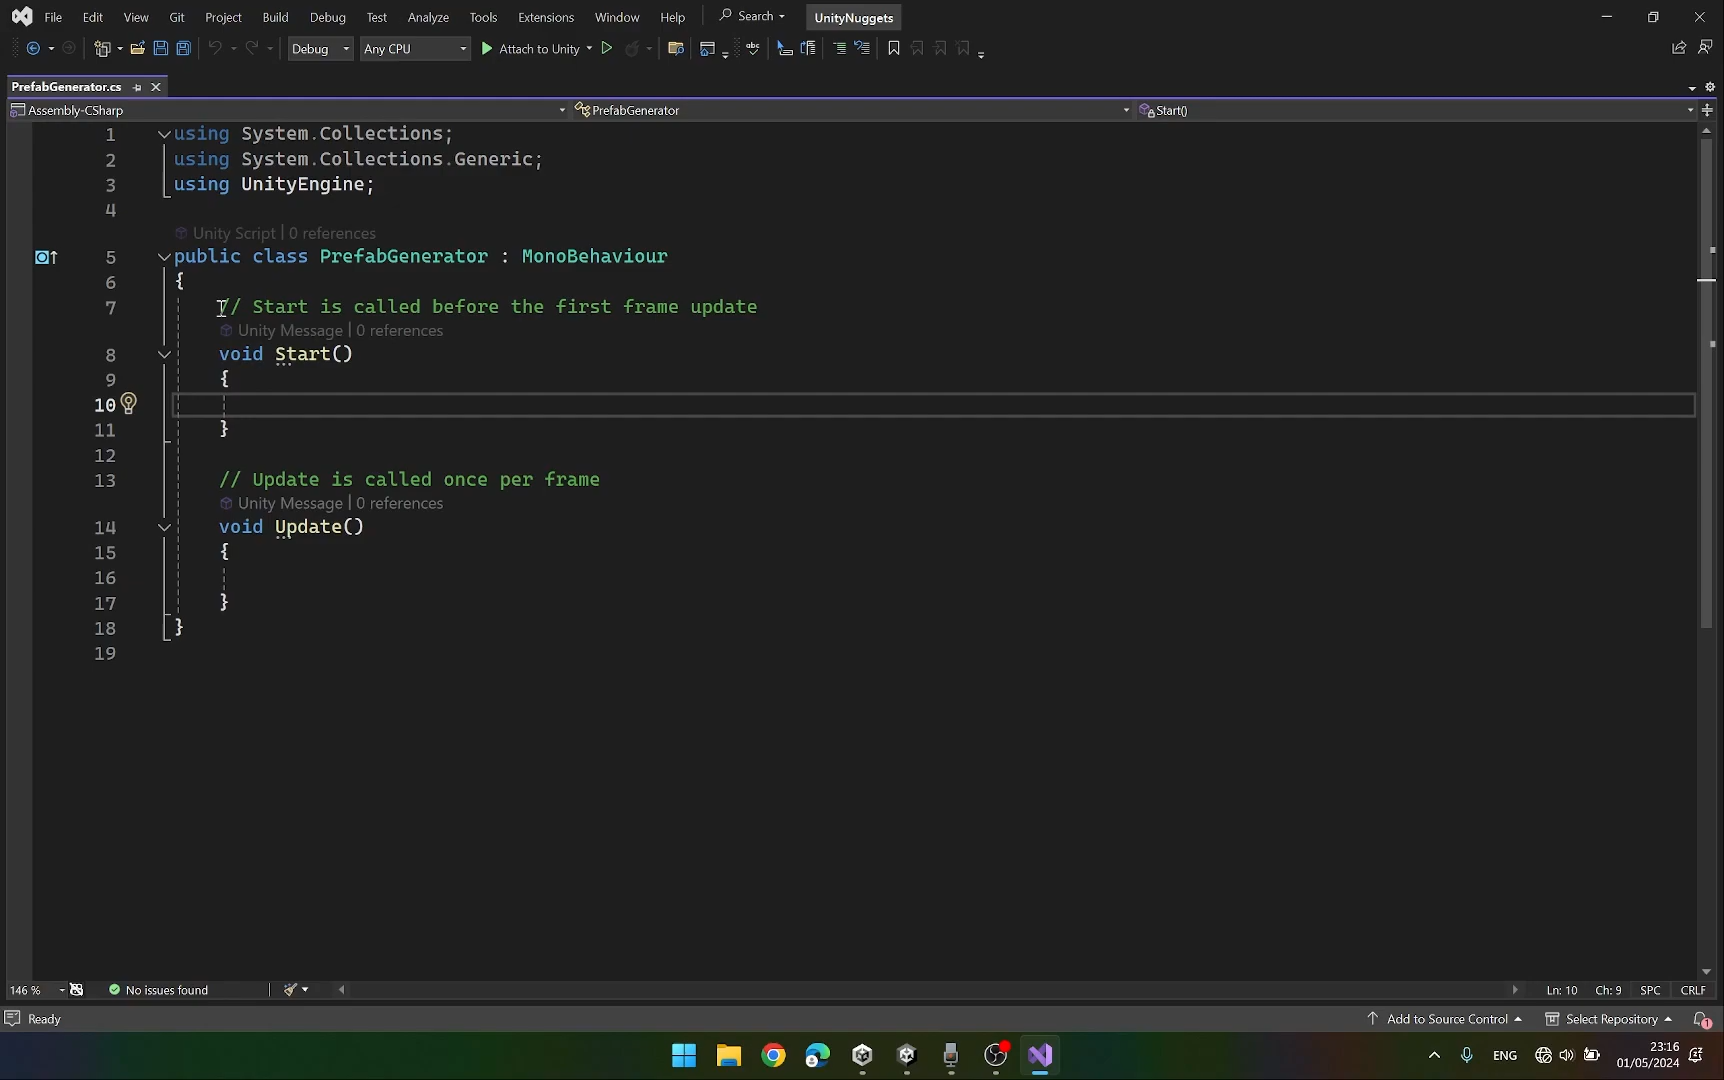 File Edit View Git Project Build Debug Test Analyze Tools Extensions Window Help Search UnityNuggets
Debug Any CPU Attach to Unity abc
PrefabGenerator.cs
Assembly-CSharp PrefabGenerator Start()
1 using System.Collections;
2 using System.Collections.Generic;
3 using UnityEngine;
4
Unity Script | 0 references
5 public class PrefabGenerator : MonoBehaviour
6 {
7 // Start is called before the first frame update
Unity Message | 0 references
8 void Start()
9 {
10
11 }
12
13 // Update is called once per frame
Unity Message | 0 references
14 void Update()
15 {
16
17 }
18 }
19
146 % No issues found Ln: 10 Ch: 9 SPC CRLF
Ready Add to Source Control Select Repository 1
ENG 23:16
01/05/2024